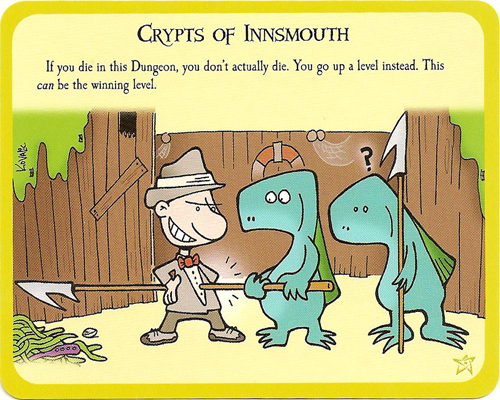 CRYPTS OF INNSMOUTH
If you die in this Dungeon, you don't actually die. You go up a level instead. This
can be the winning level.
?
KOVALIC